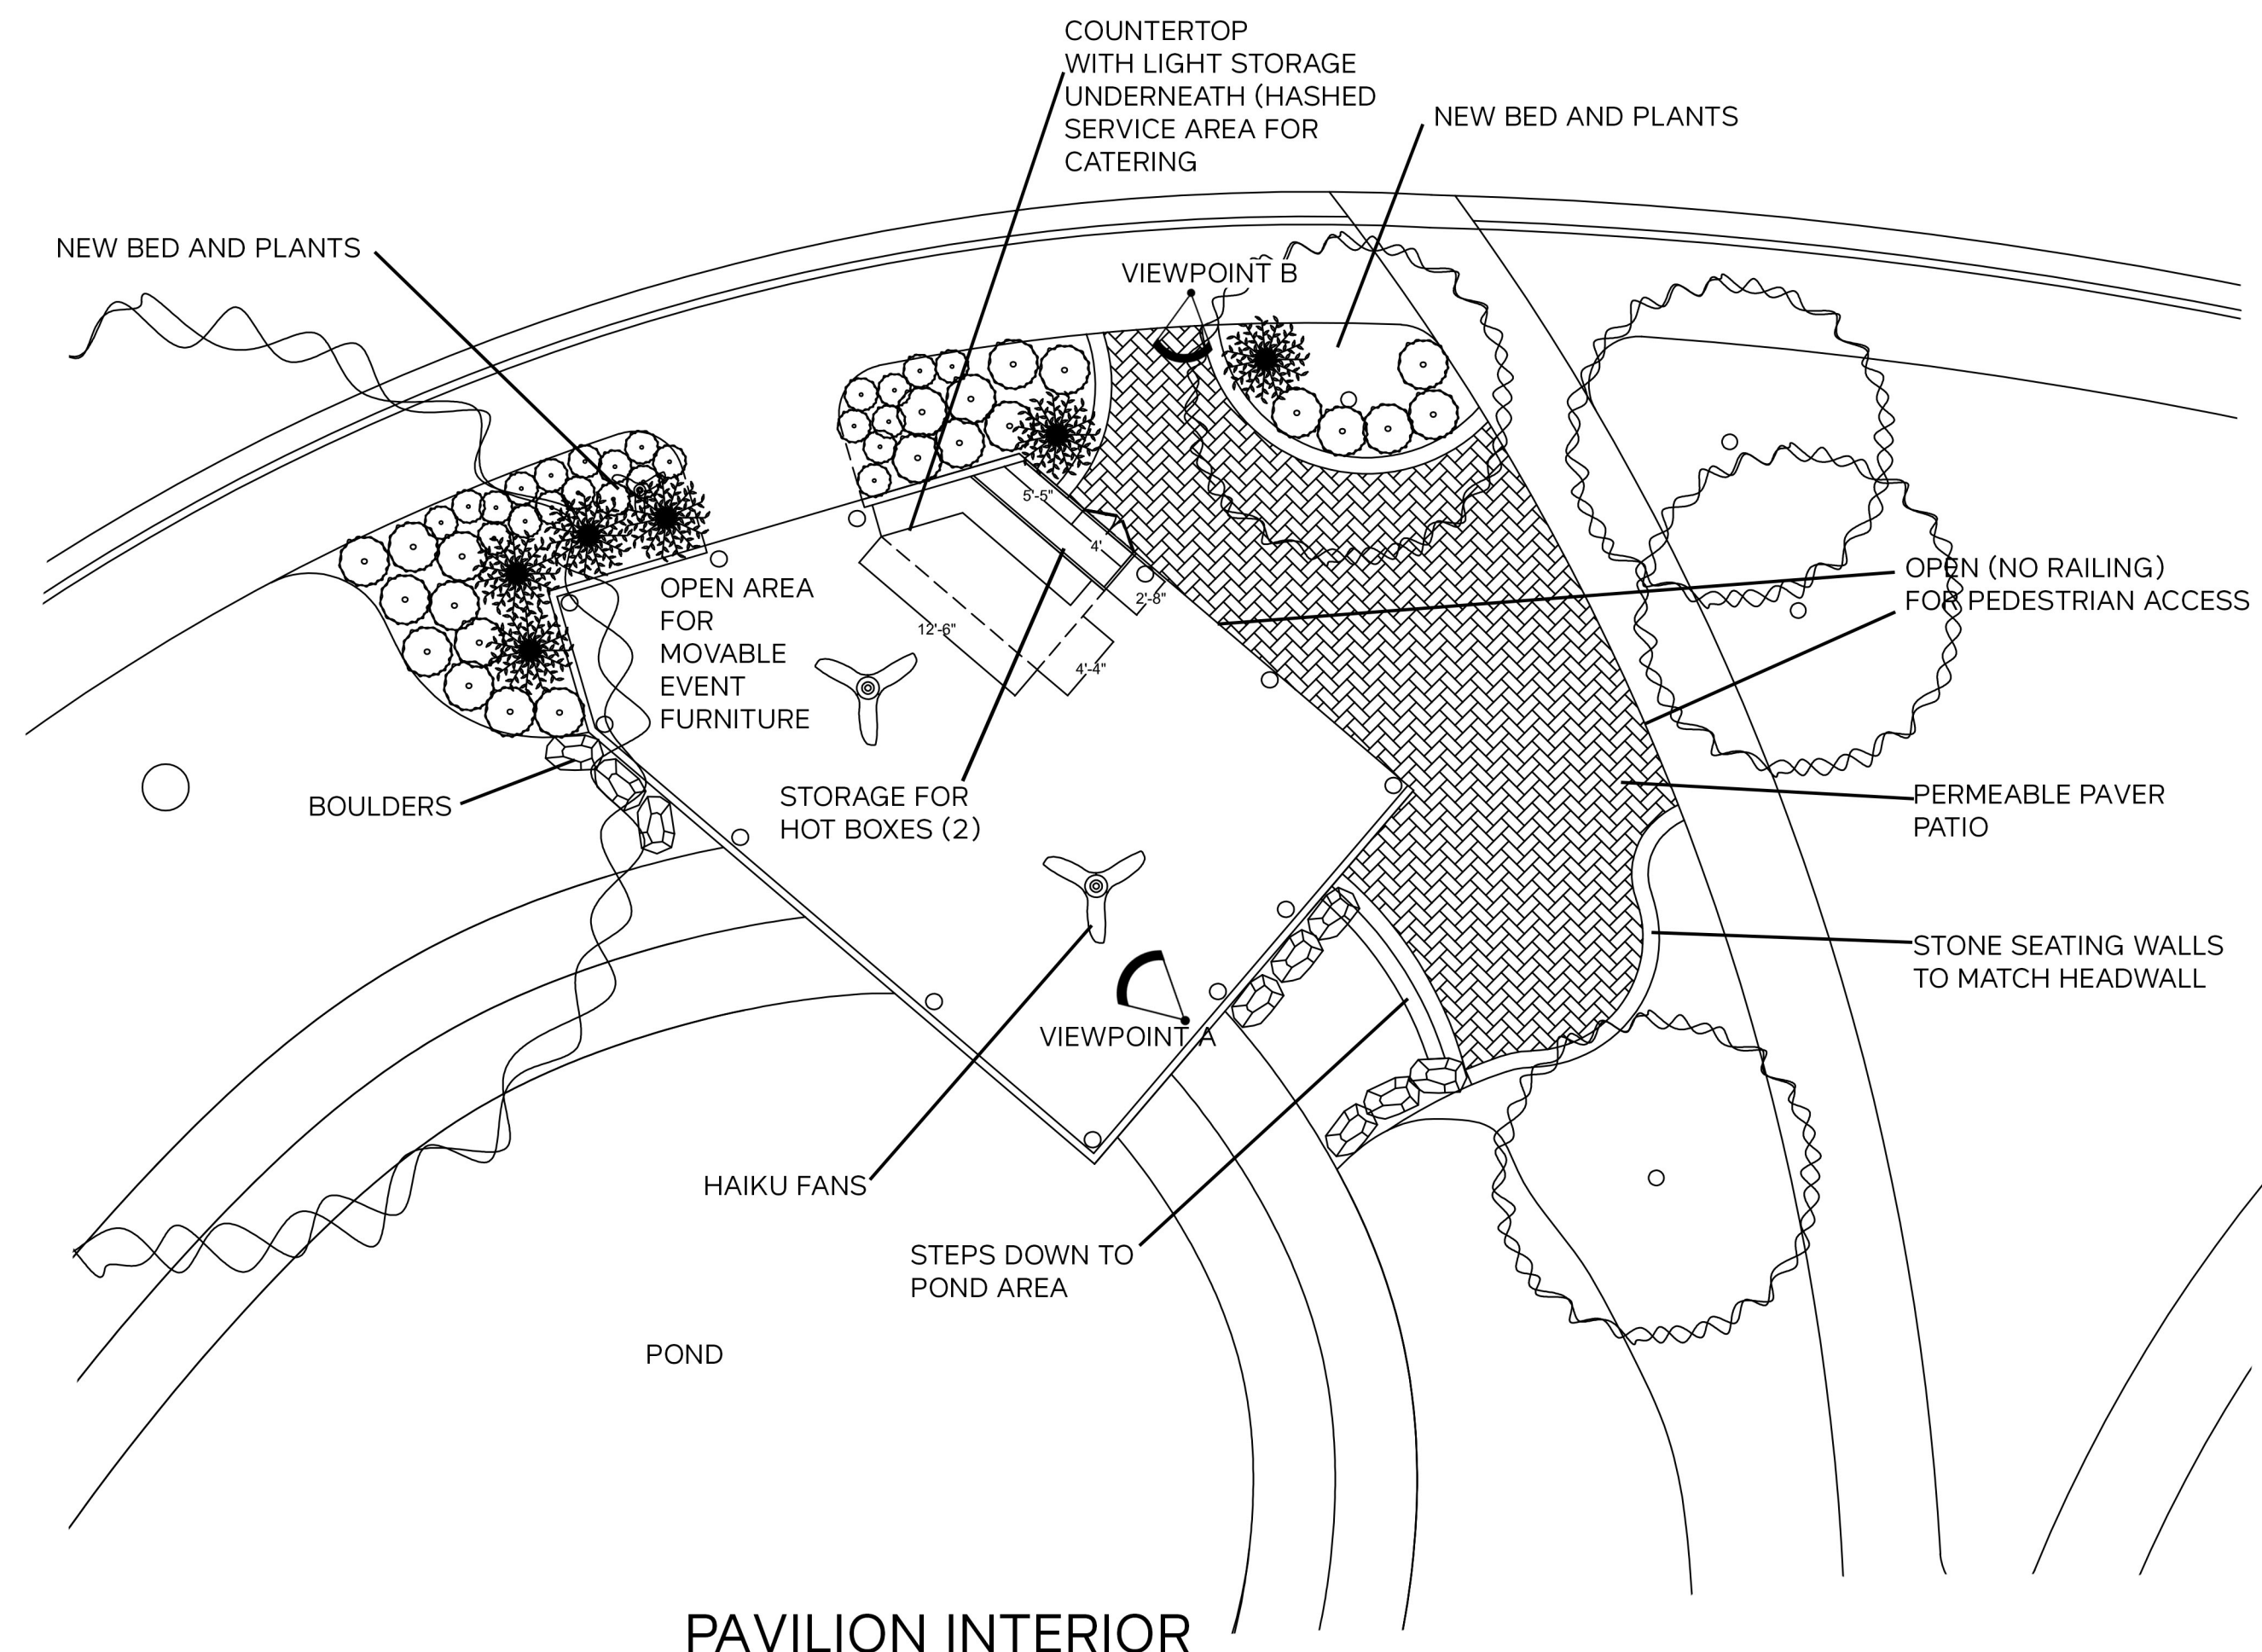 COUNTERTOP
WITH LIGHT STORAGE
UNDERNEATH (HASHED
SERVICE AREA FOR
CATERING
NEW BED AND PLANTS
NEW BED AND PLANTS
VIEWPOINT B
5'-5"
4'
2'-8"
12'-6"
4'-4"
OPEN AREA
FOR
MOVABLE
EVENT
FURNITURE
OPEN (NO RAILING)
FOR PEDESTRIAN ACCESS
STORAGE FOR
HOT BOXES (2)
BOULDERS
PERMEABLE PAVER
PATIO
STONE SEATING WALLS
TO MATCH HEADWALL
VIEWPOINT A
HAIKU FANS
STEPS DOWN TO
POND AREA
POND
PAVILION INTERIOR